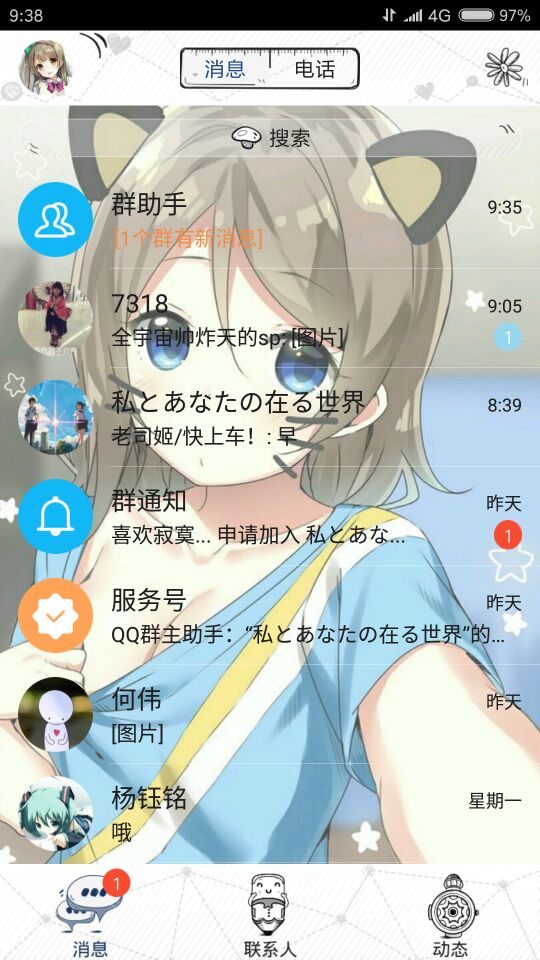 9:38
4G
97%
消息
电话
搜索
群助手
9:35
[1个群有新消息]
7318
9:05
全宇宙帅炸天的sp: [图片]
1
私とあなたの在る世界
8:39
老司姬/快上车！: 早
群通知
昨天
喜欢寂寞... 申请加入 私とあな...
1
服务号
昨天
QQ群主助手：“私とあなたの在る世界”的...
何伟
昨天
[图片]
杨钰铭
星期一
哦
1
消息
联系人
动态